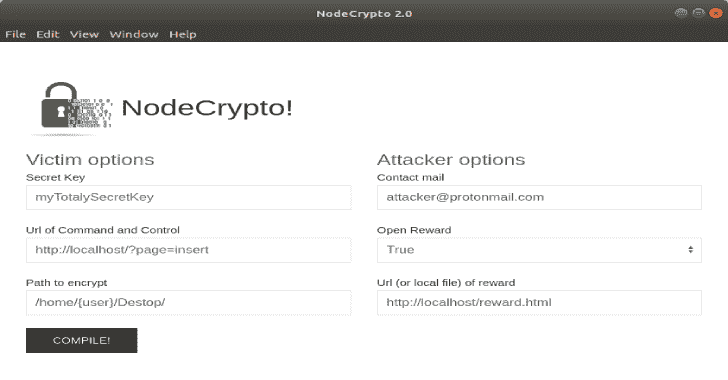 NodeCrypto 2.0
File Edit View Window Help
NodeCrypto!
Victim options
Secret Key
myTotalySecretKey
Url of Command and Control
http://localhost/?page=insert
Path to encrypt
/home/{user}/Destop/
COMPILE!
Attacker options
Contact mail
attacker@protonmail.com
Open Reward
True
Url (or local file) of reward
http://localhost/reward.html